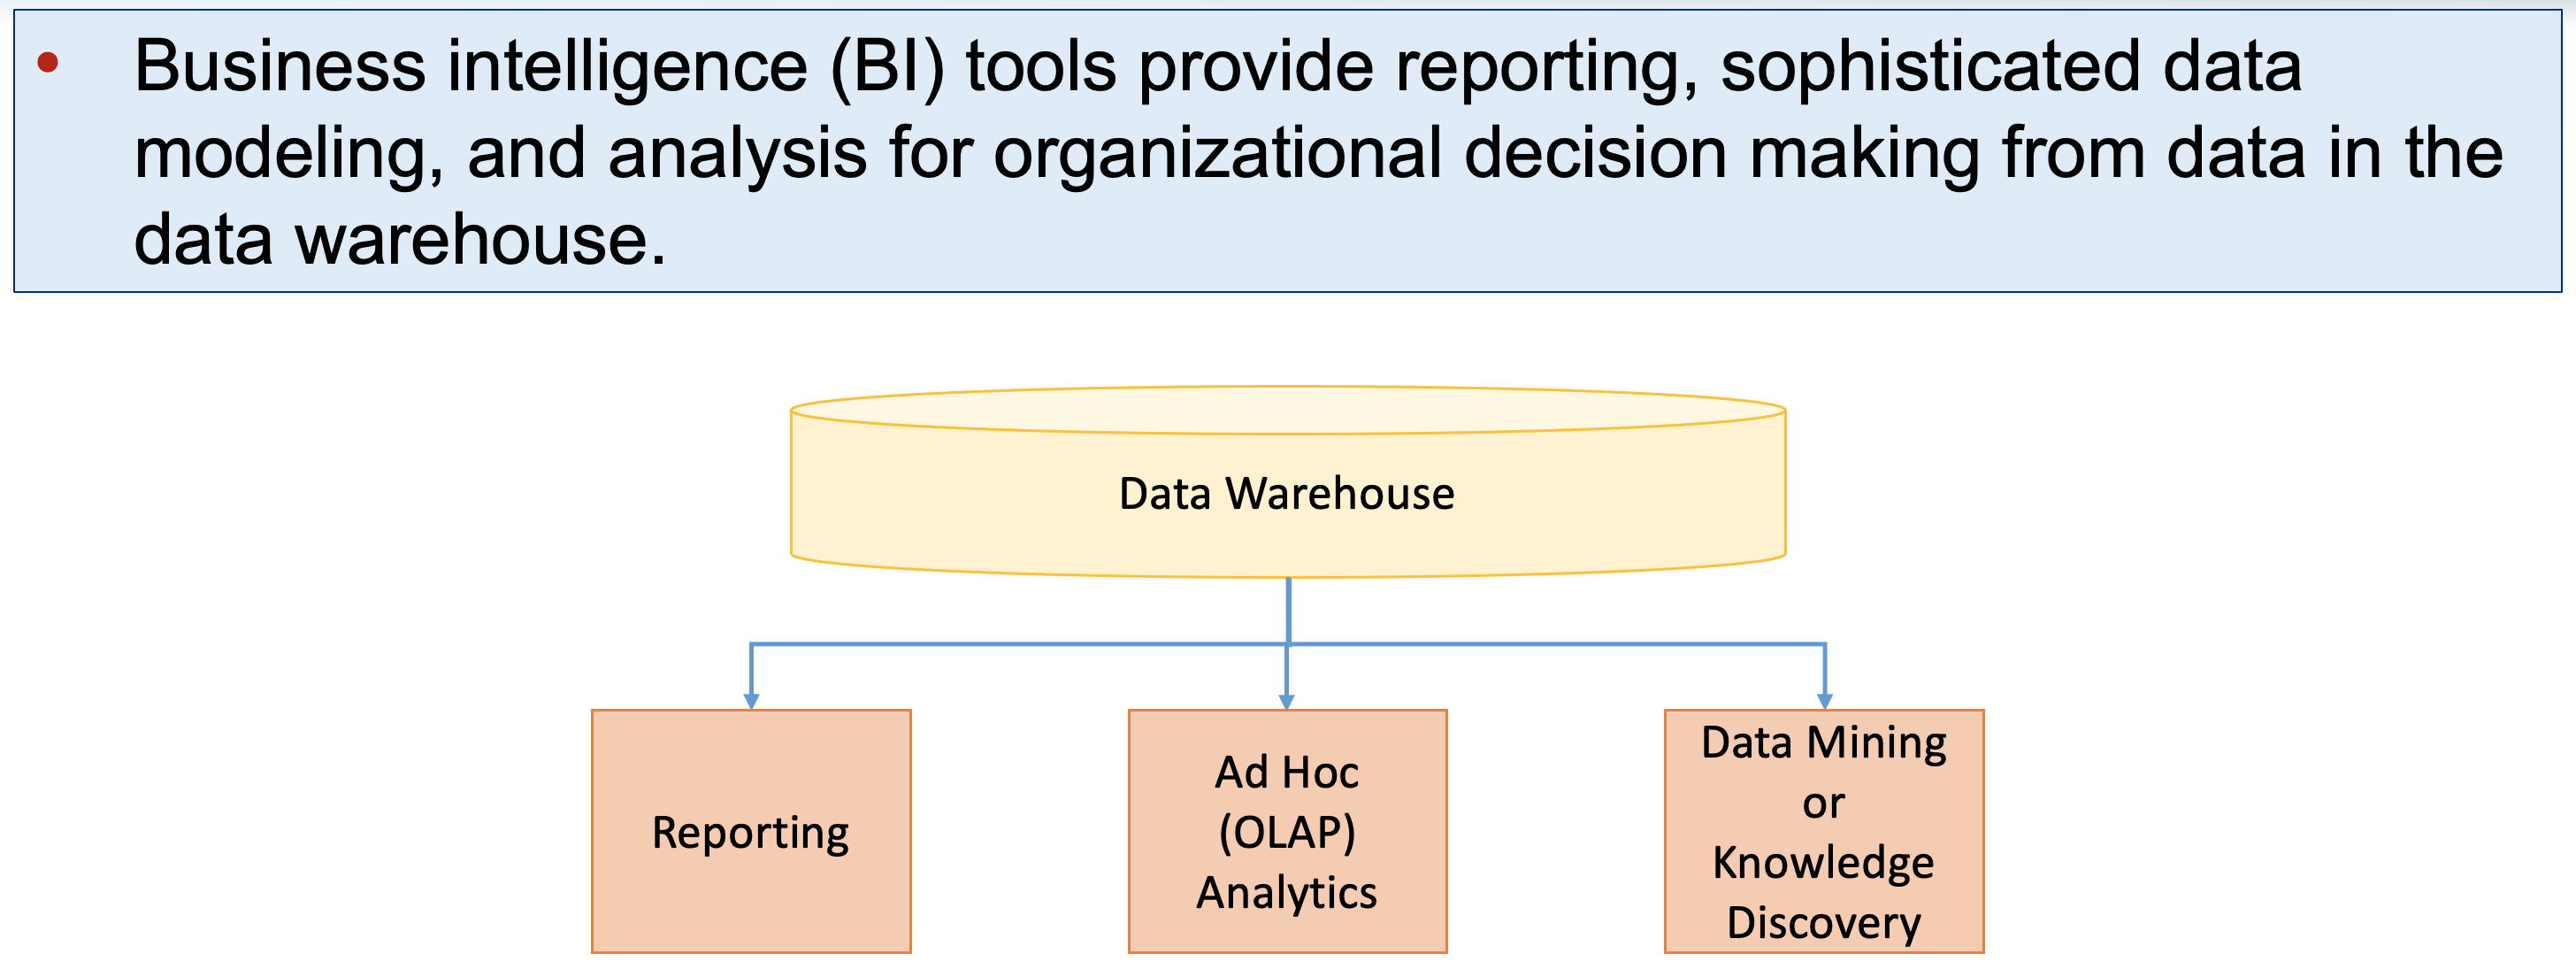 • Business intelligence (BI) tools provide reporting, sophisticated data
modeling, and analysis for organizational decision making from data in the
data warehouse.
Data Warehouse
Reporting
Ad Hoc
(OLAP)
Analytics
Data Mining
or
Knowledge
Discovery